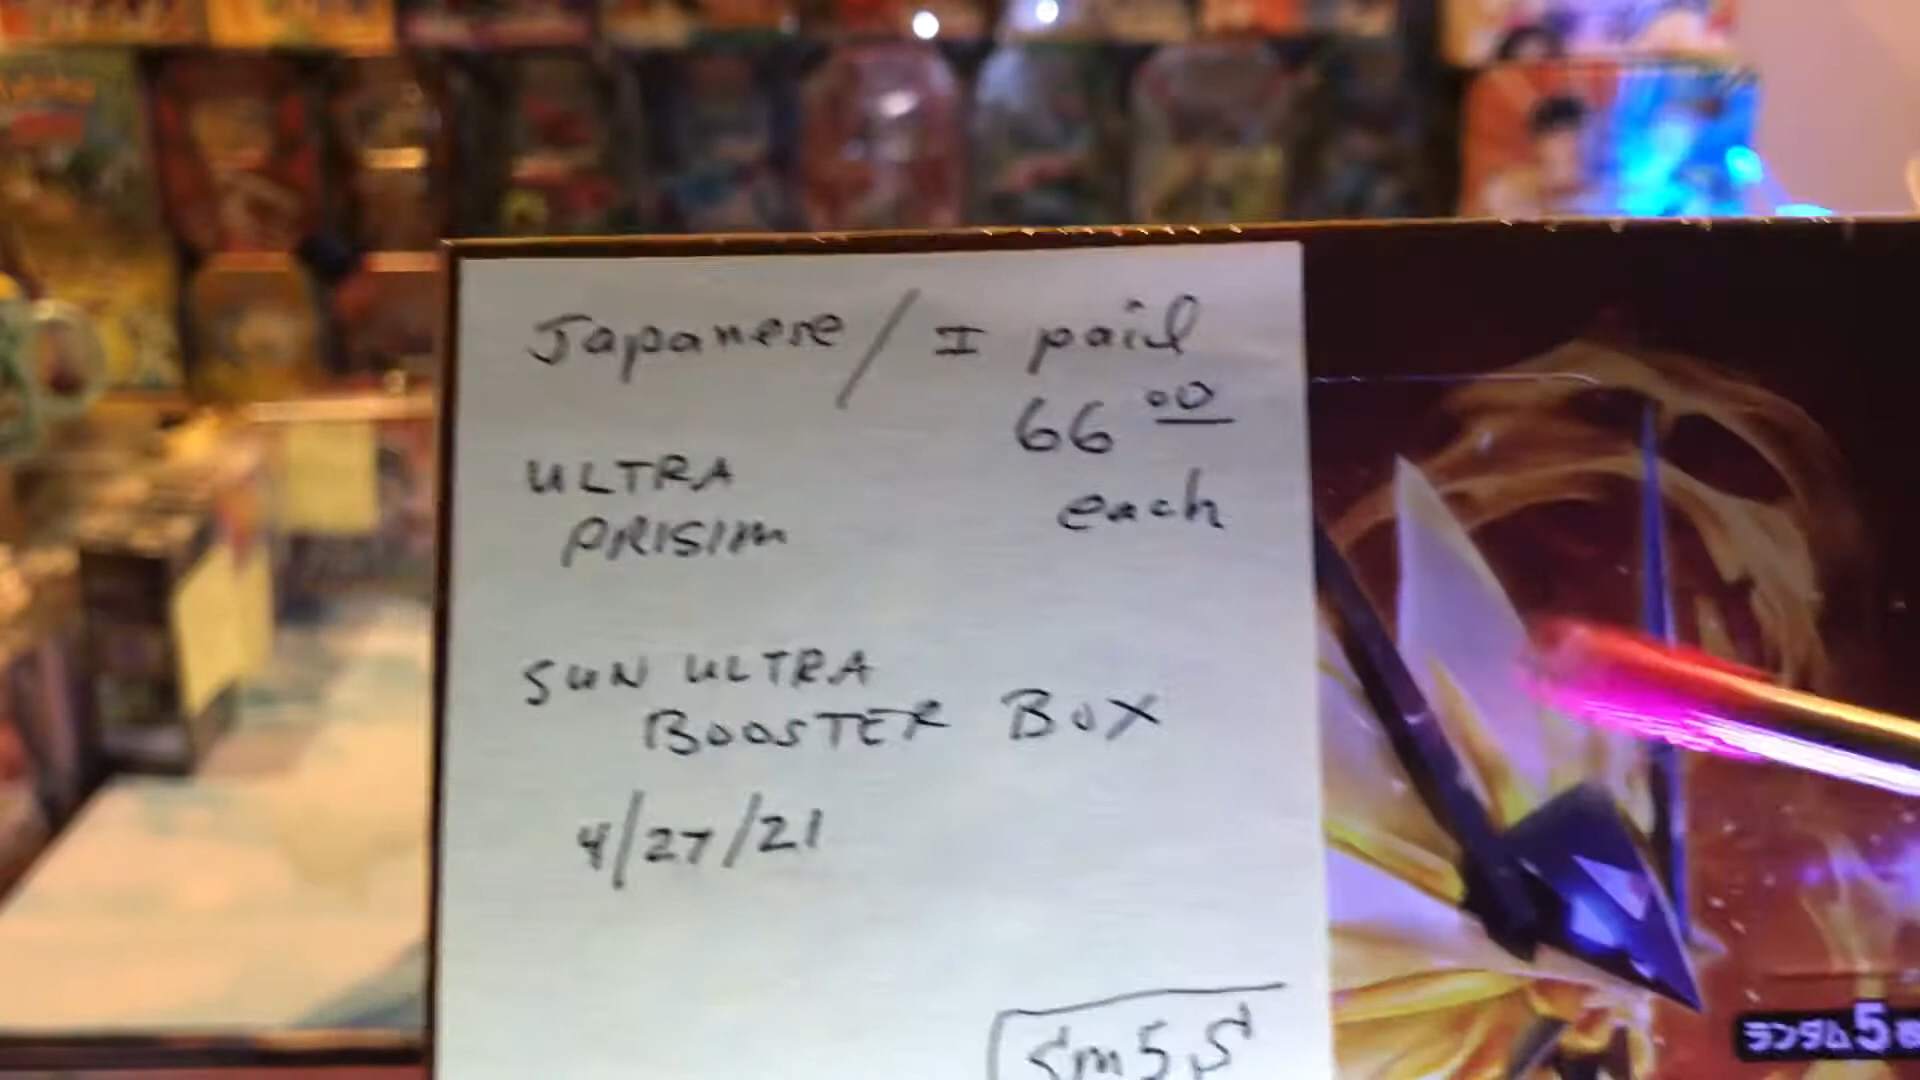 Japanese / I paid
66 00
each
ULTRA
PRISIM
SUN ULTRA
BOOSTER BOX
4/27/21
Sm5S
ランダム5